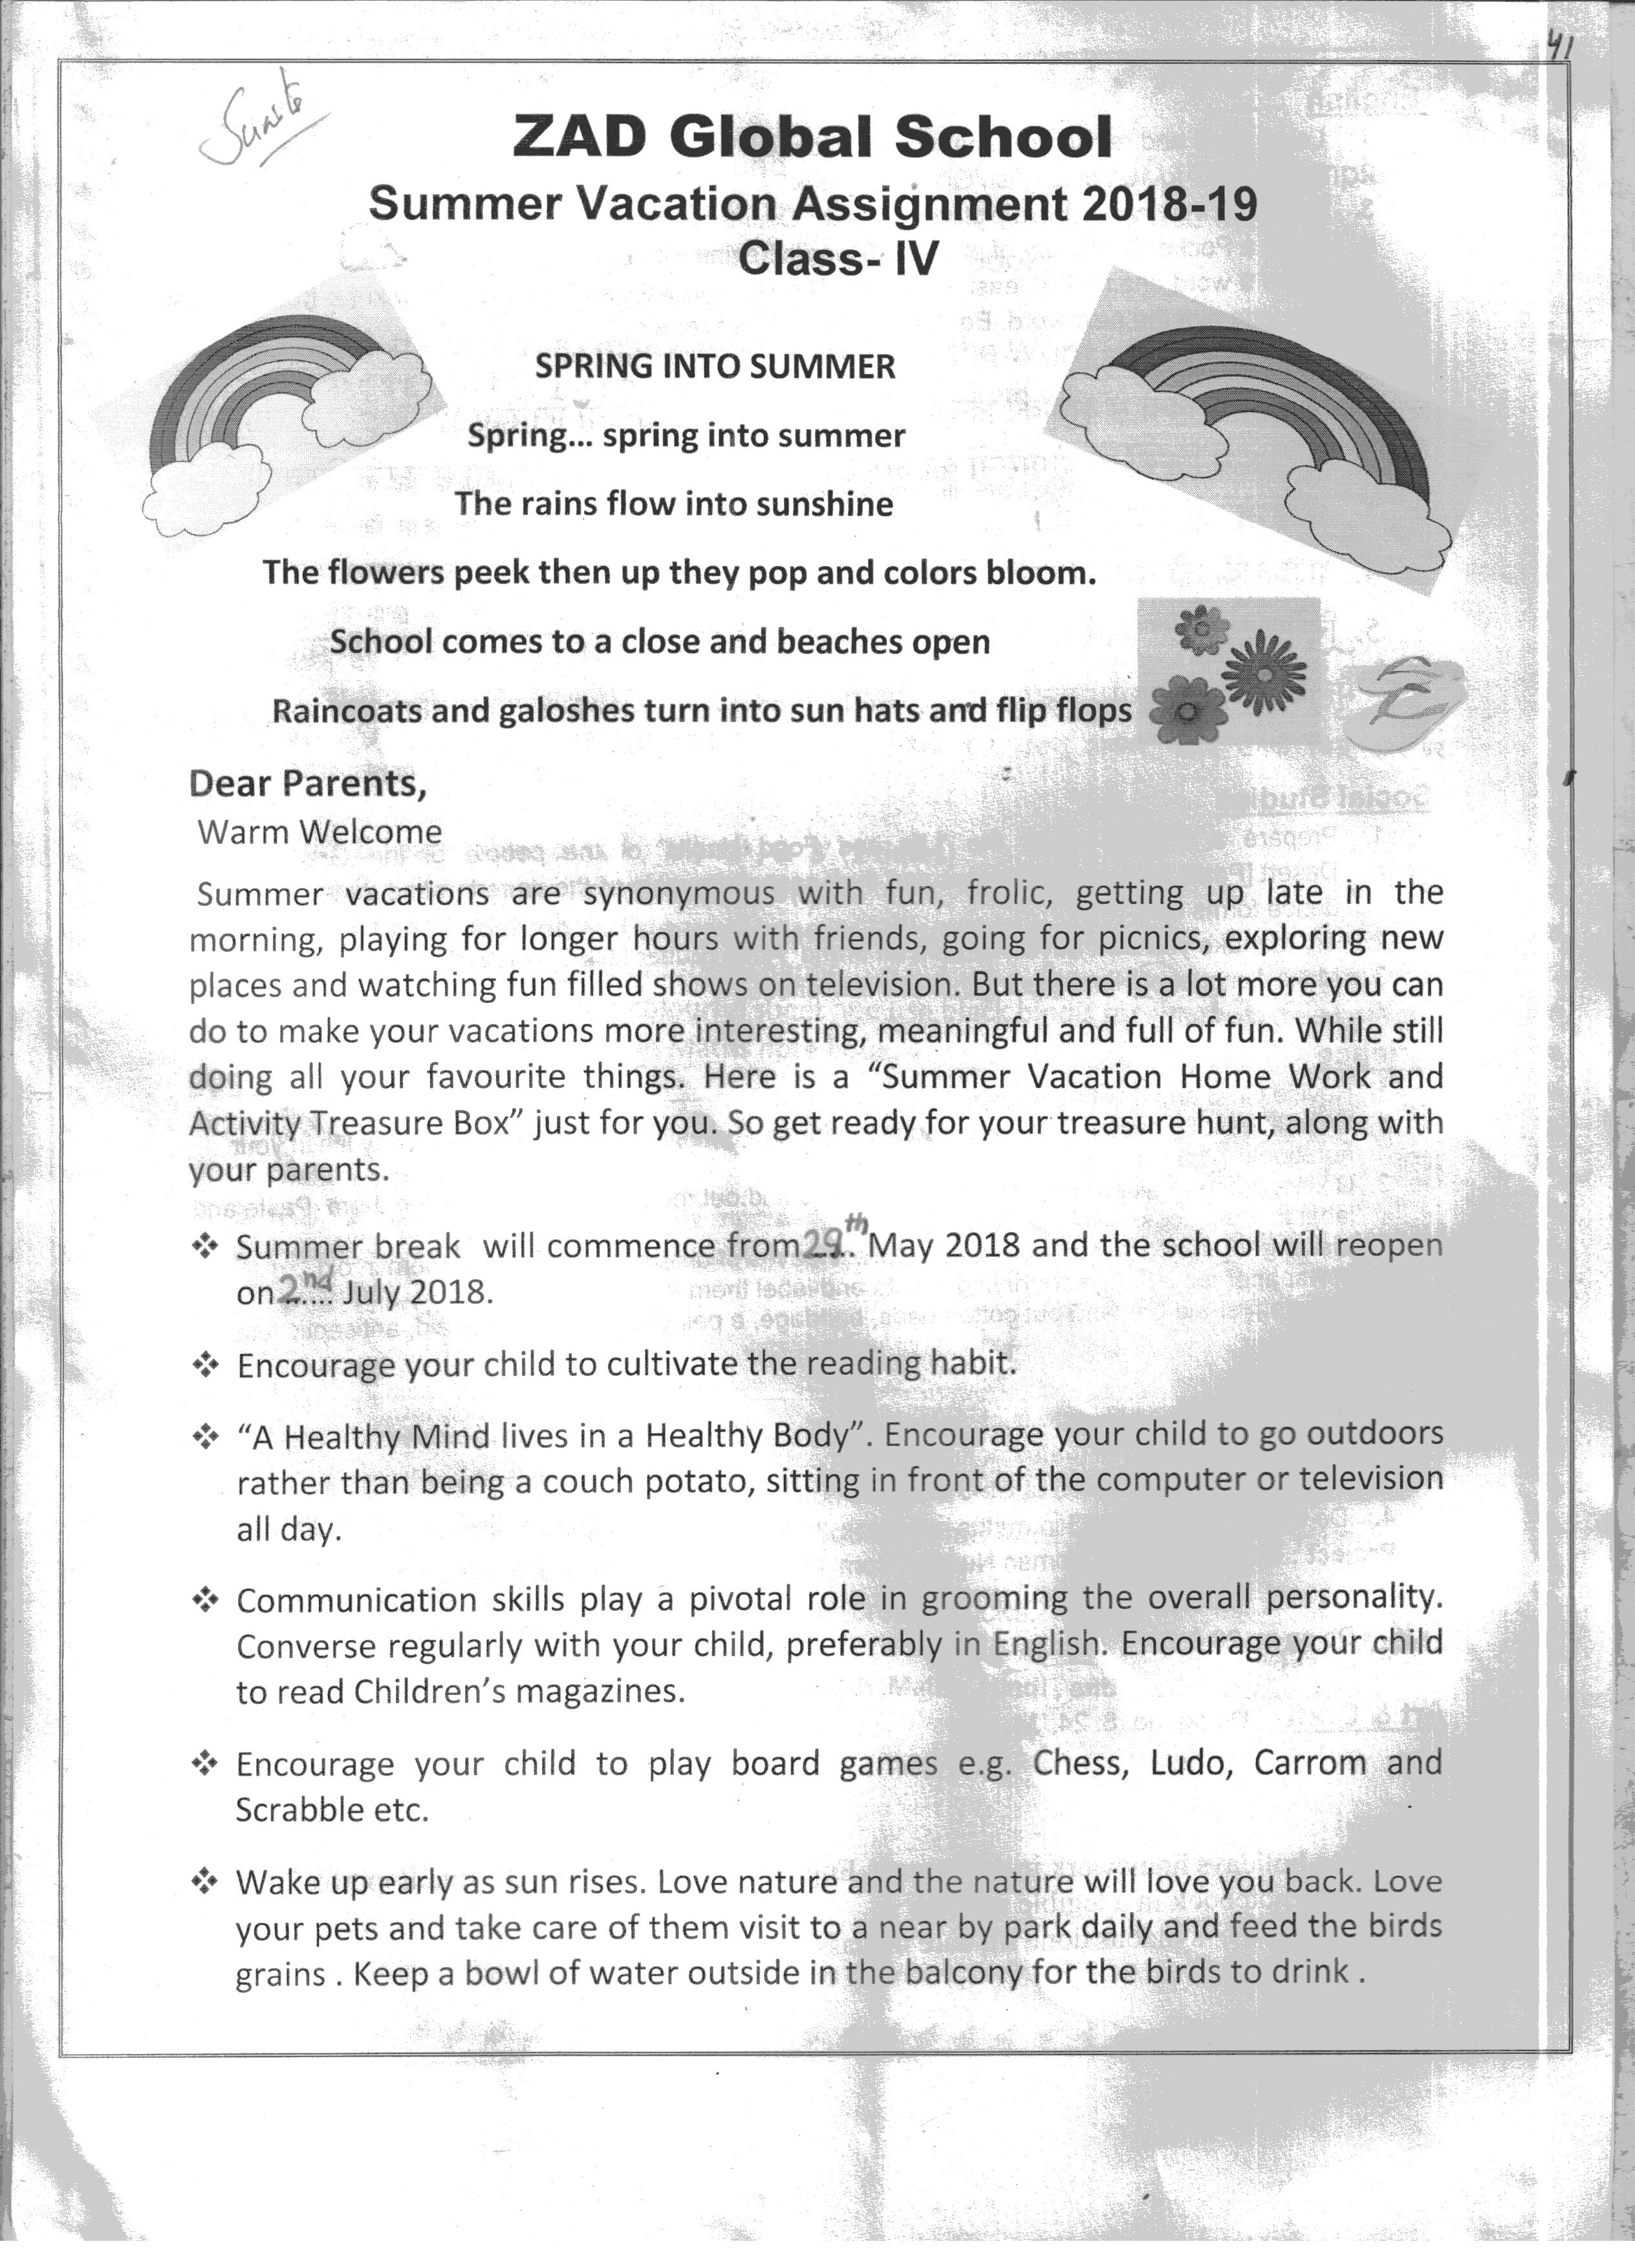 41
ZAD Global School
Summer Vacation Assignment 2018-19
Class- IV
SPRING INTO SUMMER
Spring... spring into summer
The rains flow into sunshine
The flowers peek then up they pop and colors bloom.
School comes to a close and beaches open
Raincoats and galoshes turn into sun hats and flip flops
Dear Parents,
Warm Welcome
Summer vacations are synonymous with fun, frolic, getting up late in the
morning, playing for longer hours with friends, going for picnics, exploring new
places and watching fun filled shows on television. But there is a lot more you can
do to make your vacations more interesting, meaningful and full of fun. While still
doing all your favourite things. Here is a “Summer Vacation Home Work and
Activity Treasure Box” just for you. So get ready for your treasure hunt, along with
your parents.
❖ Summer break will commence from 29th May 2018 and the school will reopen
on 2nd July 2018.
❖ Encourage your child to cultivate the reading habit.
❖ “A Healthy Mind lives in a Healthy Body”. Encourage your child to go outdoors
rather than being a couch potato, sitting in front of the computer or television
all day.
❖ Communication skills play a pivotal role in grooming the overall personality.
Converse regularly with your child, preferably in English. Encourage your child
to read Children’s magazines.
❖ Encourage your child to play board games e.g. Chess, Ludo, Carrom and
Scrabble etc.
❖ Wake up early as sun rises. Love nature and the nature will love you back. Love
your pets and take care of them visit to a near by park daily and feed the birds
grains . Keep a bowl of water outside in the balcony for the birds to drink .